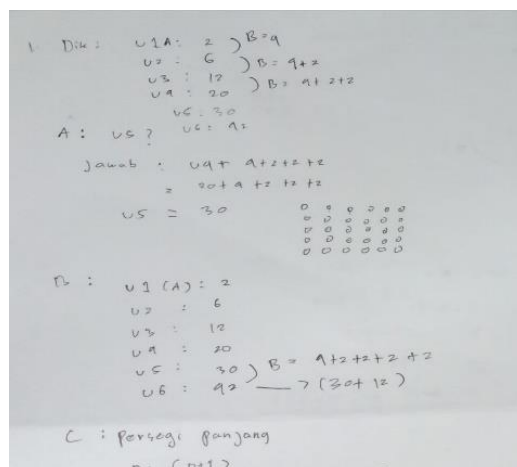 1. Dik : U1A : 2 ) B = 4
U2 : 6 ) B = 4+2
U3 : 12 ) B = 4+2+2
U4 : 20
U5 : 30
U6 : 42
A : U5 ?
Jawab : U4 + 4+2+2+2
= 20+4+2+2+2
U5 = 30
B :
U1 (A) : 2
U2 : 6
U3 : 12
U4 : 20
U5 : 30 ) B = 4+2+2+2+2
U6 : 42 → (30+12)
C : persegi panjang
(n+1)